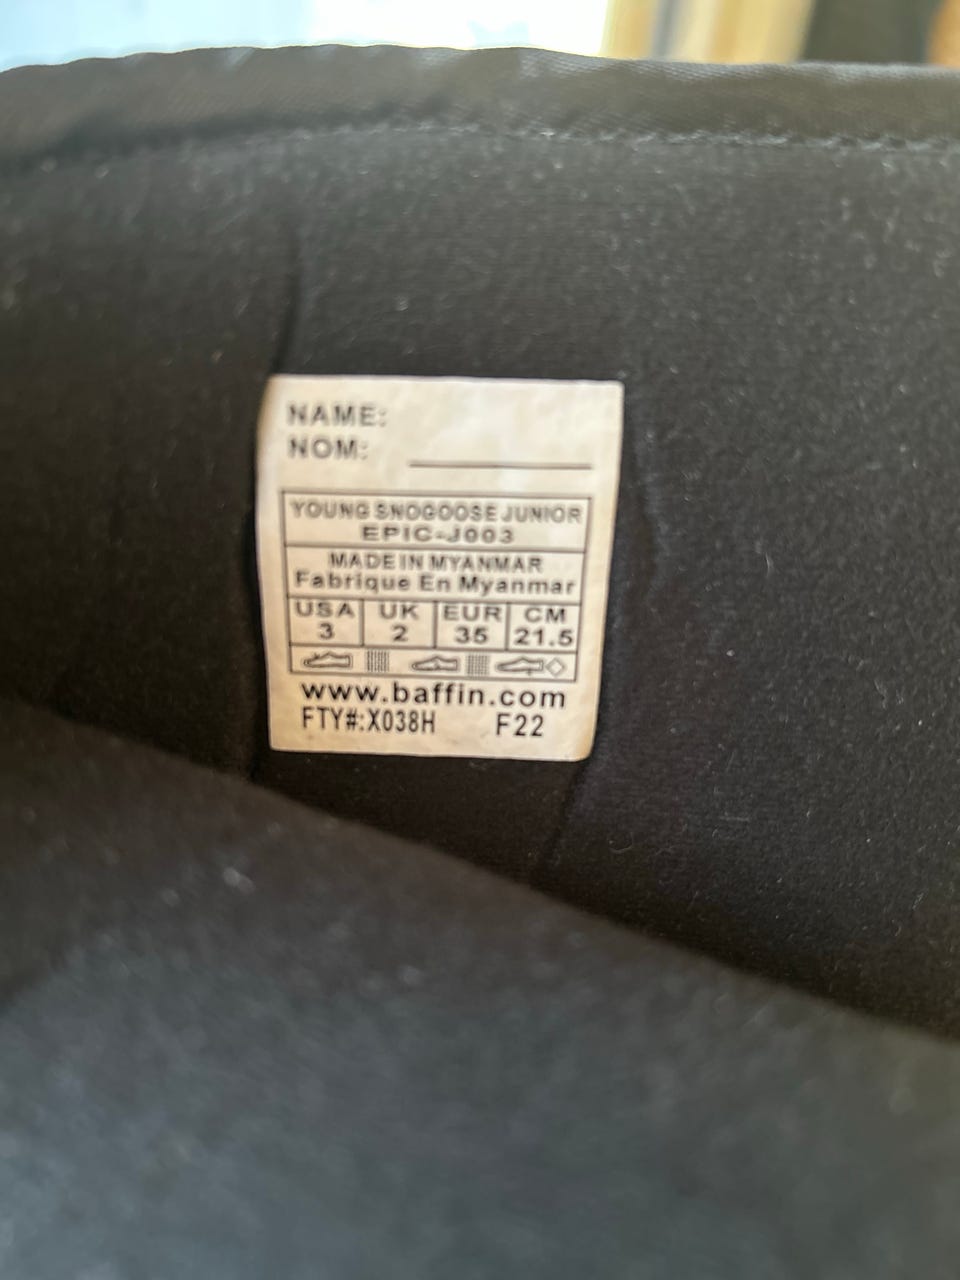 NAME:
NOM:
YOUNG SNOGOOSE JUNIOR
EPIC-J003
MADE IN MYANMAR
Fabrique En Myanmar
USA UK EUR CM
3 2 35 21.5
www.baffin.com
FTY#:X038H F22